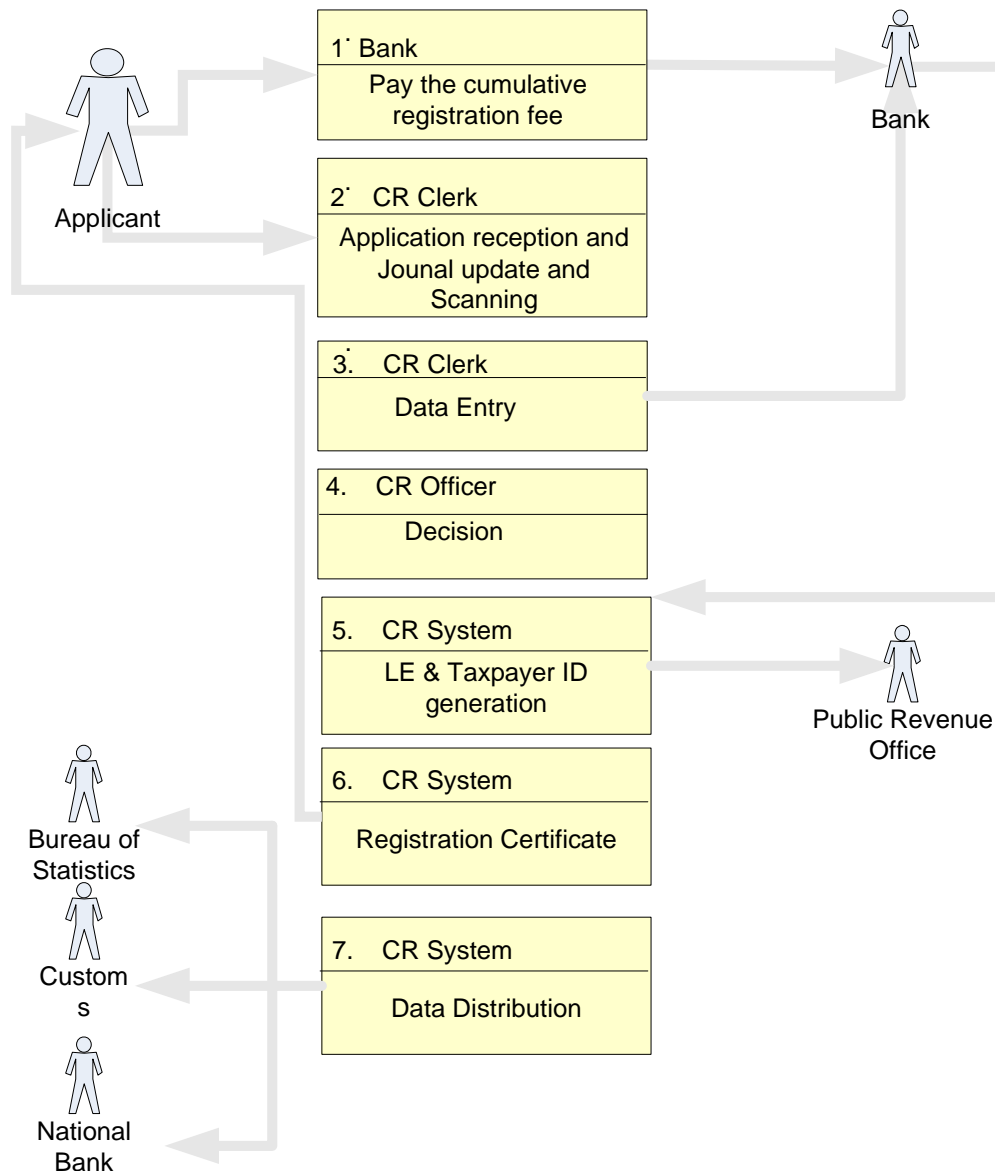 1. Bank
Pay the cumulative
registration fee
Bank
Applicant
2. CR Clerk
Application reception and
Jounal update and
Scanning
3. CR Clerk
Data Entry
4. CR Officer
Decision
5. CR System
LE & Taxpayer ID
generation
Public Revenue
Office
6. CR System
Registration Certificate
Bureau of
Statistics
7. CR System
Data Distribution
Custom
s
National
Bank